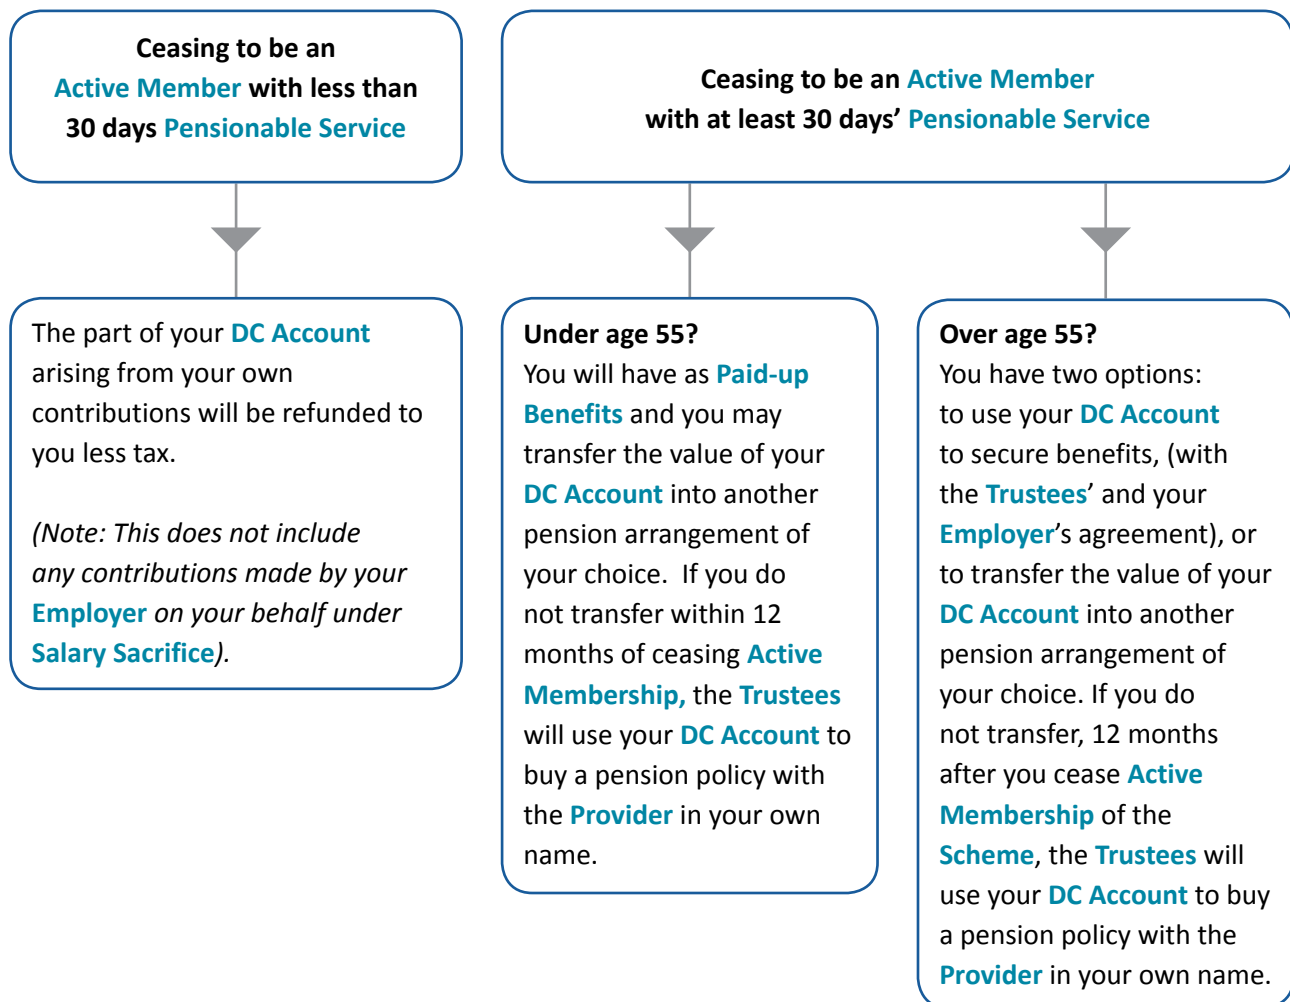 Ceasing to be an
Active Member with less than
30 days Pensionable Service
Ceasing to be an Active Member
with at least 30 days’ Pensionable Service
The part of your DC Account
arising from your own
contributions will be refunded to
you less tax.
(Note: This does not include
any contributions made by your
Employer on your behalf under
Salary Sacrifice).
Under age 55?
You will have as Paid-up
Benefits and you may
transfer the value of your
DC Account into another
pension arrangement of
your choice.  If you do
not transfer within 12
months of ceasing Active
Membership, the Trustees
will use your DC Account to
buy a pension policy with
the Provider in your own
name.
Over age 55?
You have two options:
to use your DC Account
to secure benefits, (with
the Trustees’ and your
Employer’s agreement), or
to transfer the value of your
DC Account into another
pension arrangement of
your choice. If you do
not transfer, 12 months
after you cease Active
Membership of the
Scheme, the Trustees will
use your DC Account to buy
a pension policy with the
Provider in your own name.